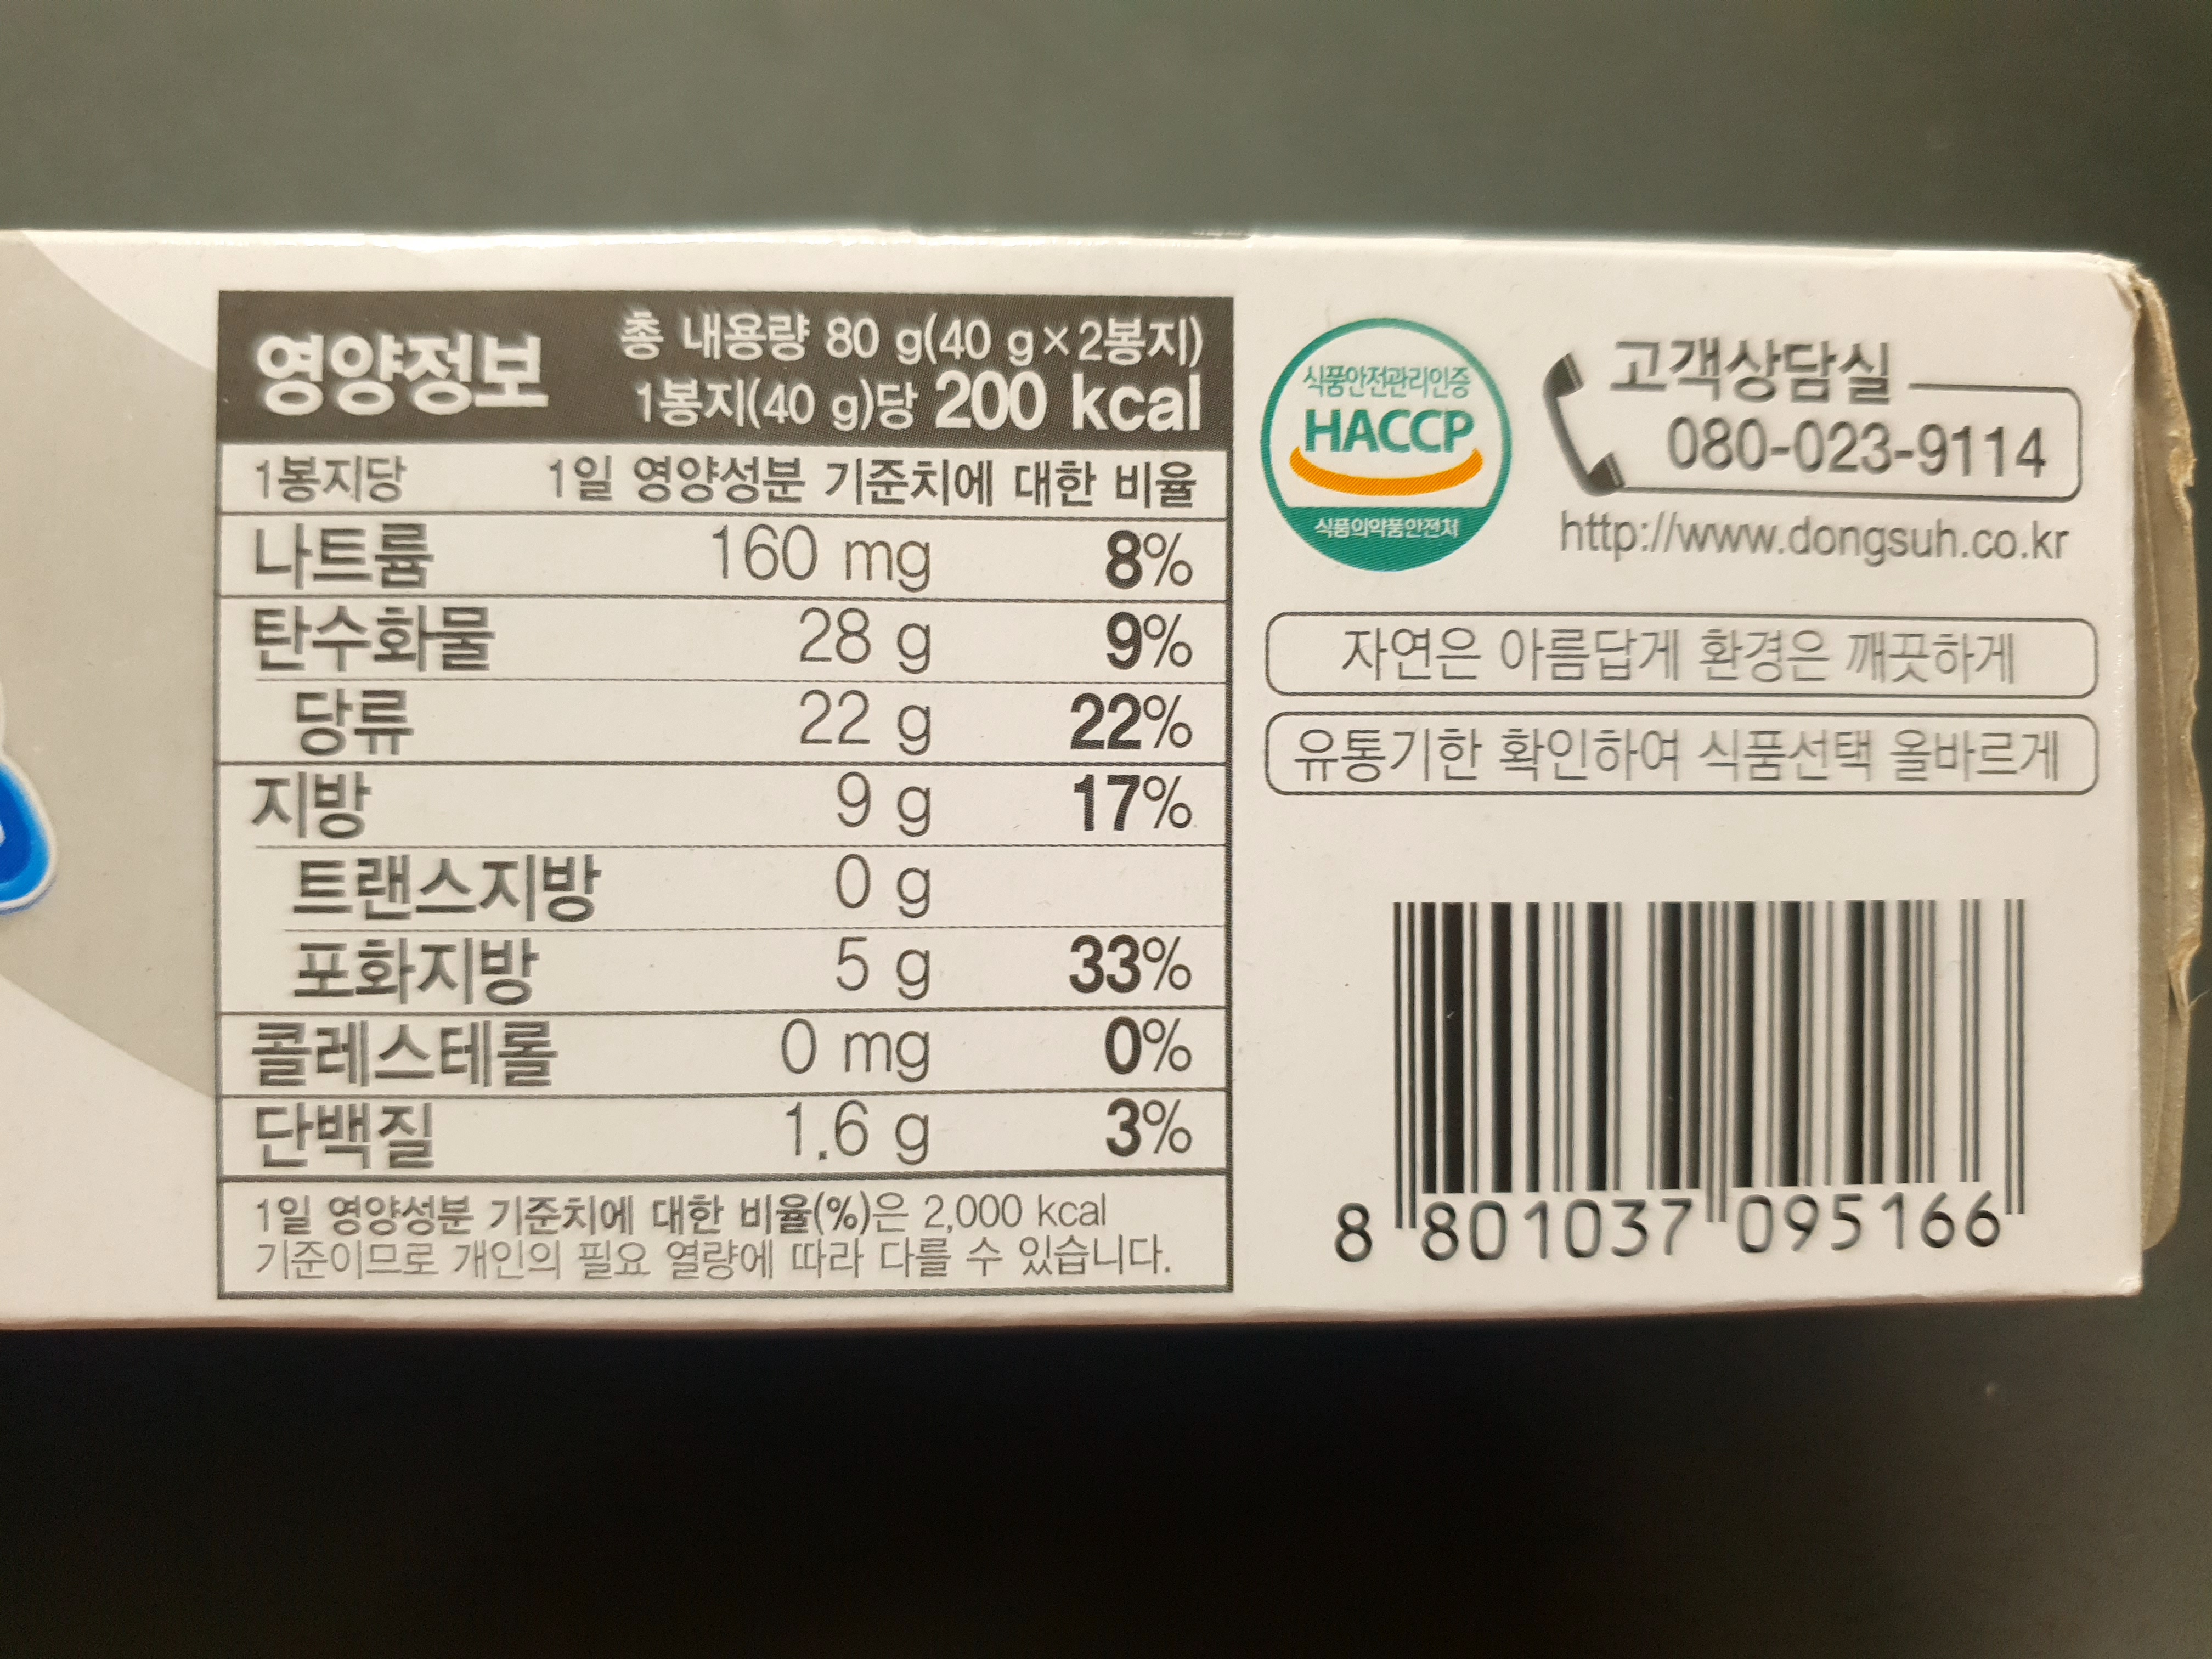 영양정보
총 내용량 80 g(40 g×2봉지)
1봉지(40 g)당 200 kcal
1봉지당 1일 영양성분 기준치에 대한 비율
나트륨 160 mg 8%
탄수화물 28 g 9%
당류 22 g 22%
지방 9 g 17%
트랜스지방 0 g
포화지방 5 g 33%
콜레스테롤 0 mg 0%
단백질 1.6 g 3%
1일 영양성분 기준치에 대한 비율(%)은 2,000 kcal
기준이므로 개인의 필요 열량에 따라 다를 수 있습니다.
식품안전관리인증
HACCP
식품의약품안전처
고객상담실
080-023-9114
http://www.dongsuh.co.kr
자연은 아름답게 환경은 깨끗하게
유통기한 확인하여 식품선택 올바르게
8 801037 095166